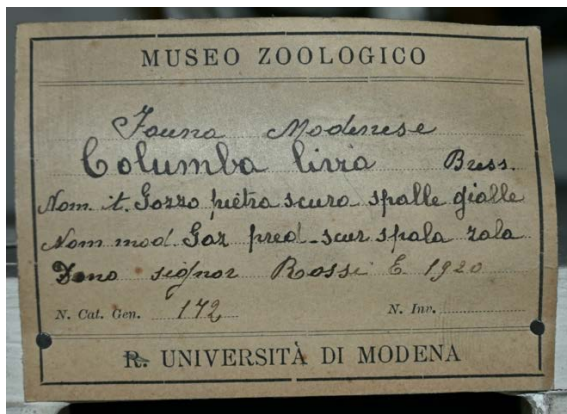 MUSEO ZOOLOGICO
Fauna Modenese
Columba livia Briss.
Nom. it. Gozzo pietra scura spalle gialle
Nom mod. Goz pred-scur spala zala
Dono signor Rossi E 1920
N. Cat. Gen. 142 N. Inv.
R. UNIVERSITÀ DI MODENA